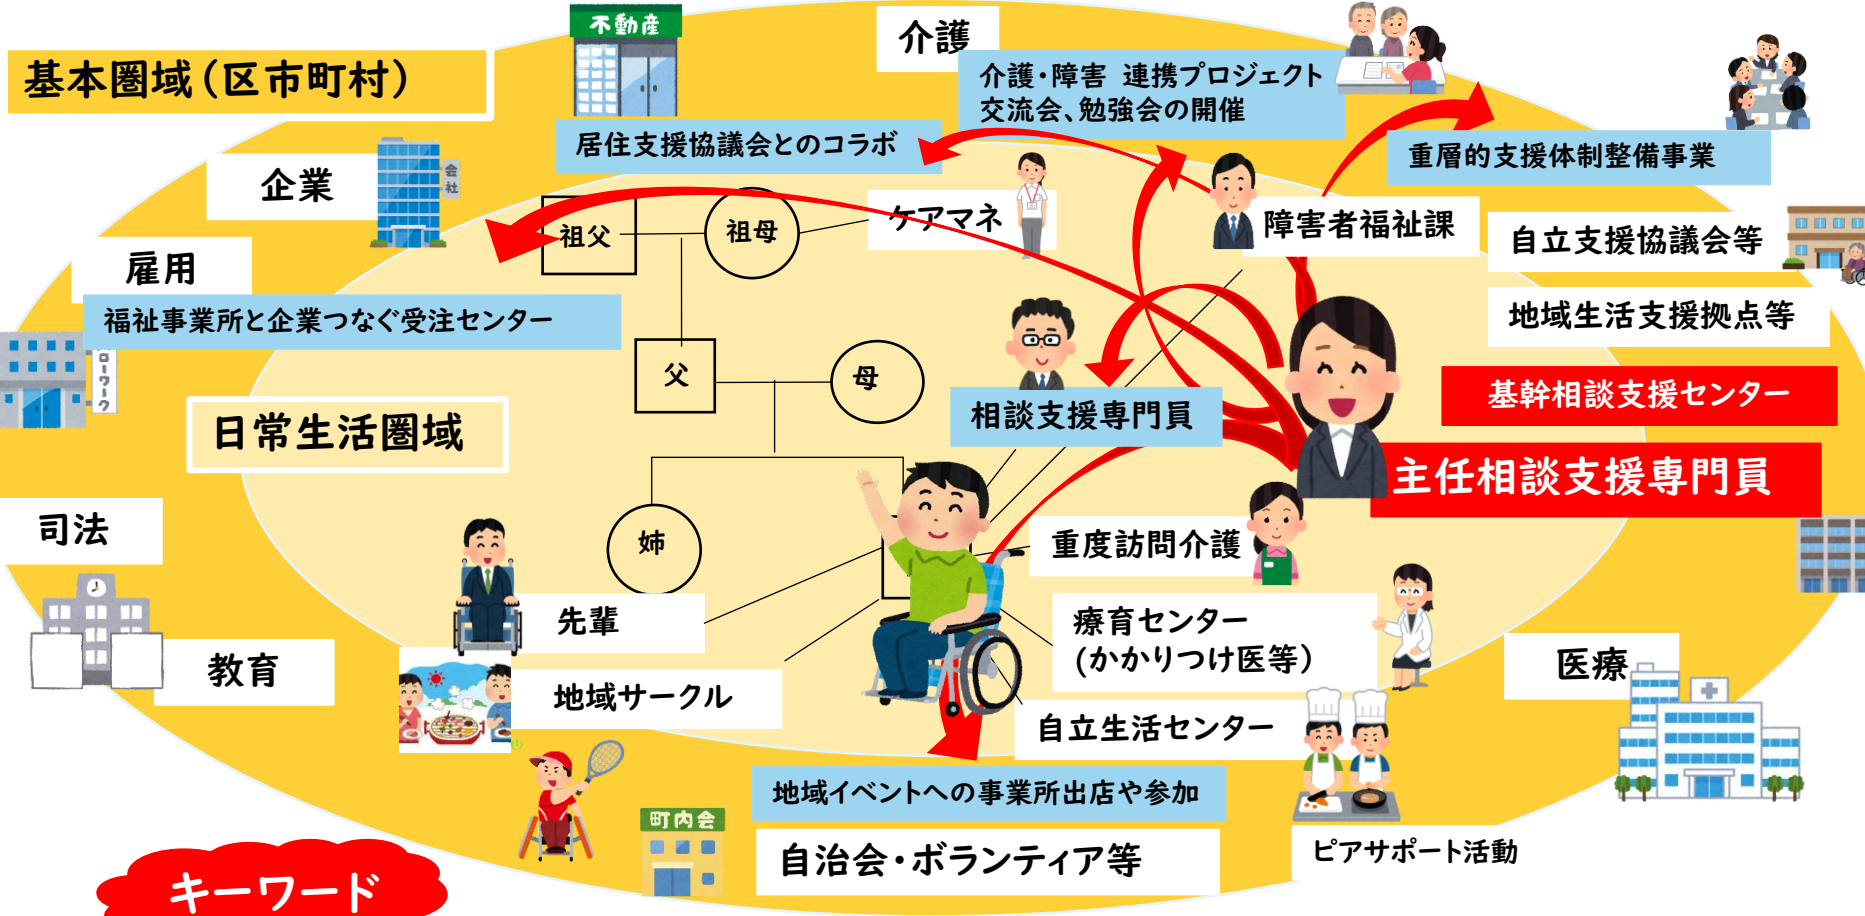 不動産
介護
基本圏域(区市町村)
介護・障害 連携プロジェクト
交流会、勉強会の開催
居住支援協議会とのコラボ
重層的支援体制整備事業
企業
会社
祖父
祖母
ケアマネ
障害者福祉課
自立支援協議会等
雇用
福祉事業所と企業つなぐ受注センター
地域生活支援拠点等
ローワーク
父
母
相談支援専門員
基幹相談支援センター
日常生活圏域
主任相談支援専門員
司法
姉
重度訪問介護
先輩
療育センター
(かかりつけ医等)
教育
医療
地域サークル
自立生活センター
地域イベントへの事業所出店や参加
町内会
自治会・ボランティア等
ピアサポート活動
キーワード